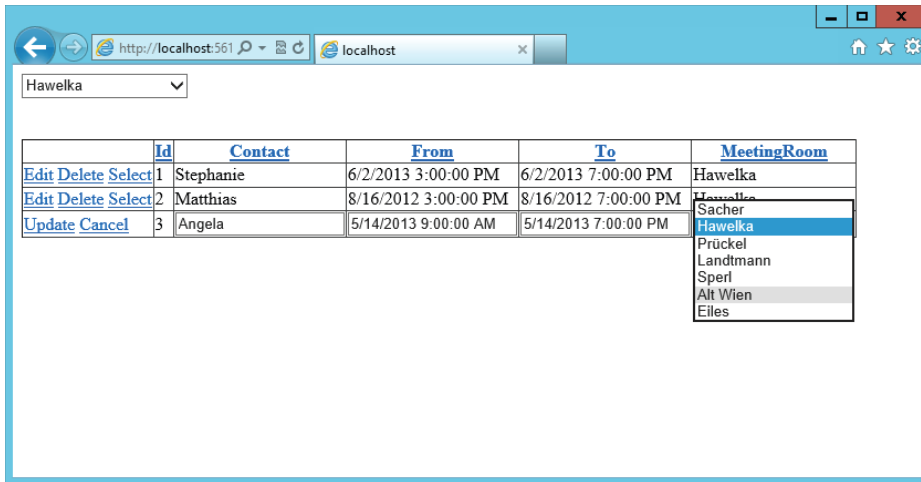 http://localhost:561
localhost
Hawelka
Id Contact From To MeetingRoom
Edit Delete Select 1 Stephanie 6/2/2013 3:00:00 PM 6/2/2013 7:00:00 PM Hawelka
Edit Delete Select 2 Matthias 8/16/2012 3:00:00 PM 8/16/2012 7:00:00 PM Hawelka
Update Cancel 3 Angela 5/14/2013 9:00:00 AM 5/14/2013 7:00:00 PM
Sacher
Hawelka
Prückel
Landtmann
Sperl
Alt Wien
Eiles